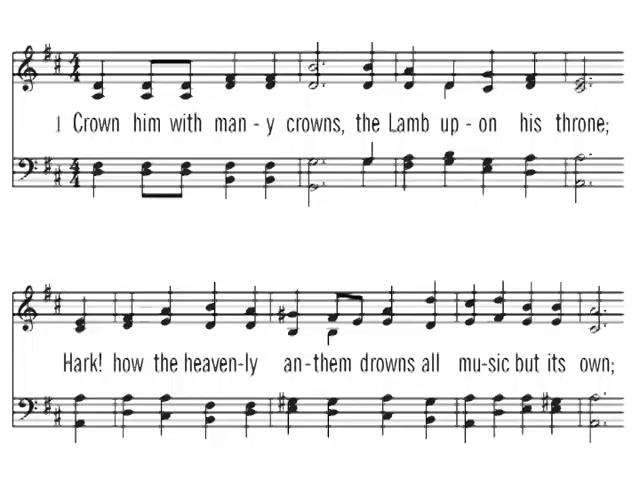 1 Crown him with man - y crowns, the Lamb up - on his throne;
Hark! how the heaven-ly an-them drowns all mu-sic but its own;